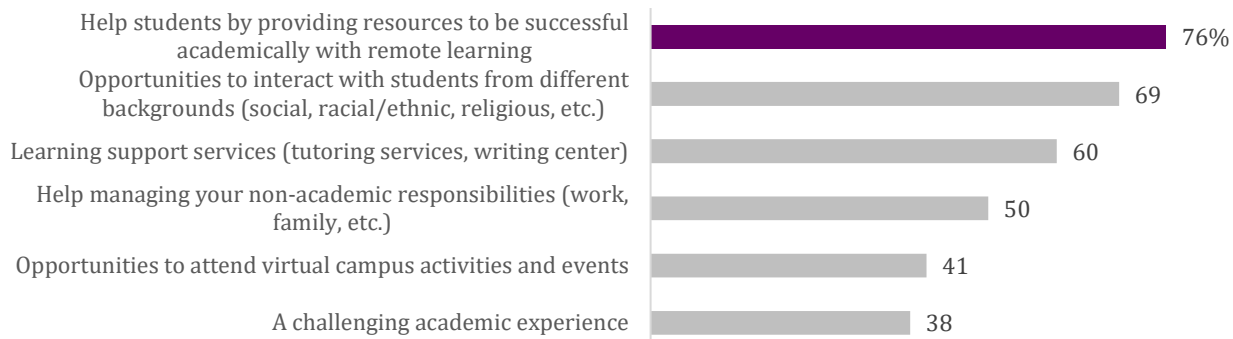 Help students by providing resources to be successful
academically with remote learning
76%
Opportunities to interact with students from different
backgrounds (social, racial/ethnic, religious, etc.)
69
Learning support services (tutoring services, writing center)
60
Help managing your non-academic responsibilities (work,
family, etc.)
50
Opportunities to attend virtual campus activities and events
41
A challenging academic experience
38